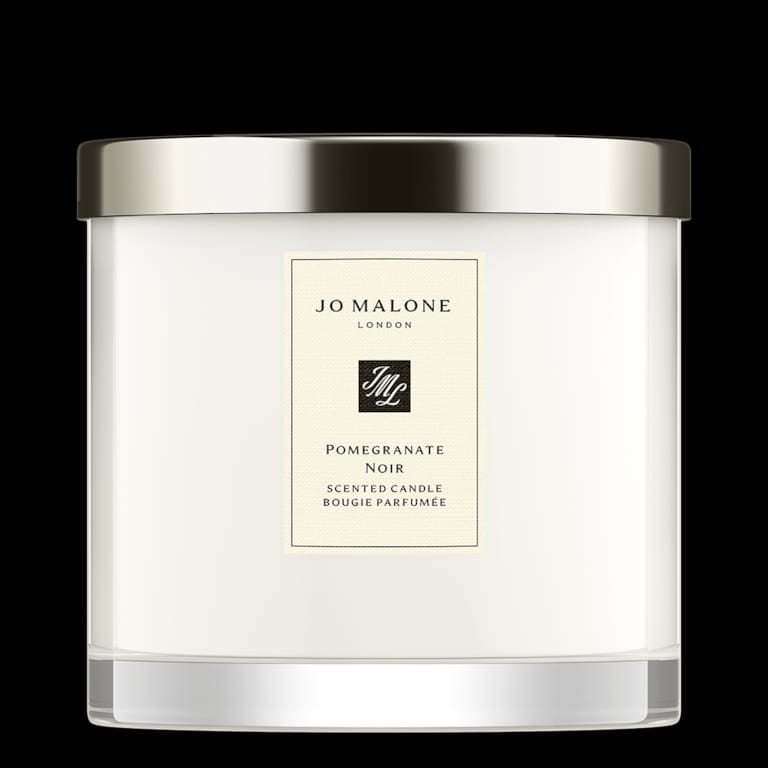 JO MALONE
LONDON
JML
POMEGRANATE
NOIR
SCENTED CANDLE
BOUGIE PARFUMÉE